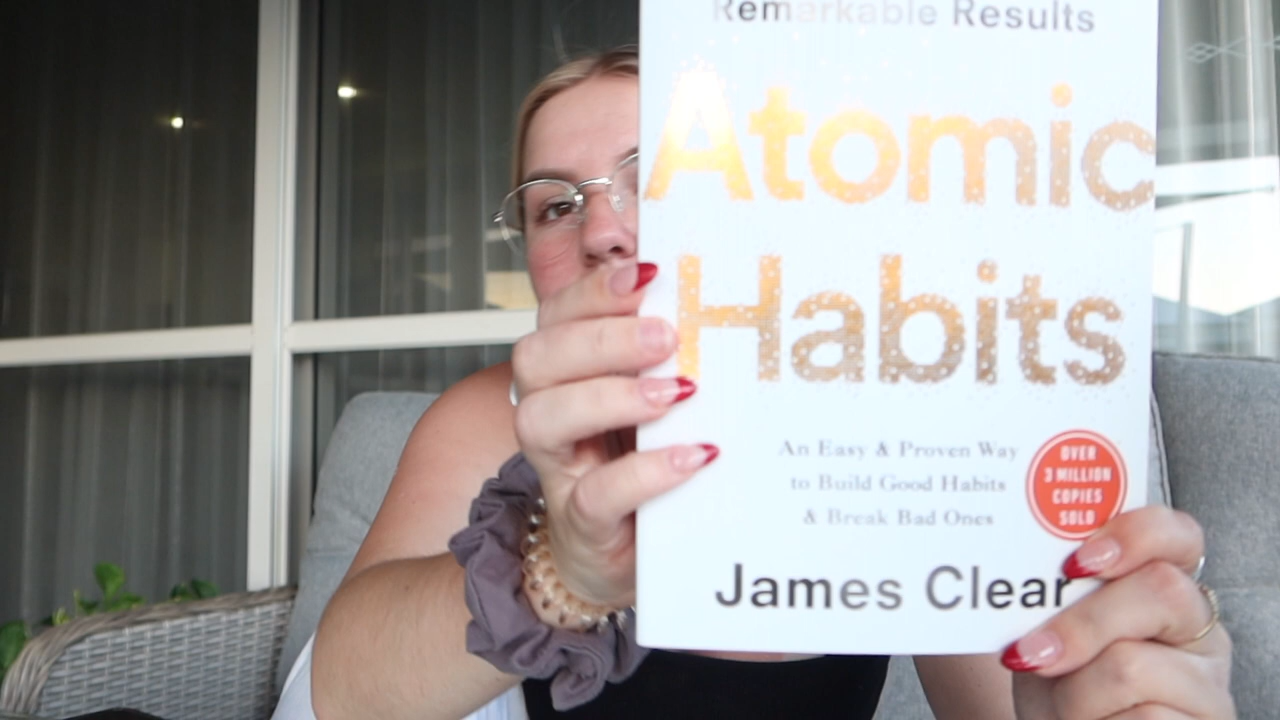 Remarkable Results
Atomic
Habits
An Easy & Proven Way
to Build Good Habits
& Break Bad Ones
OVER
3 MILLION
COPIES
SOLD
James Clear